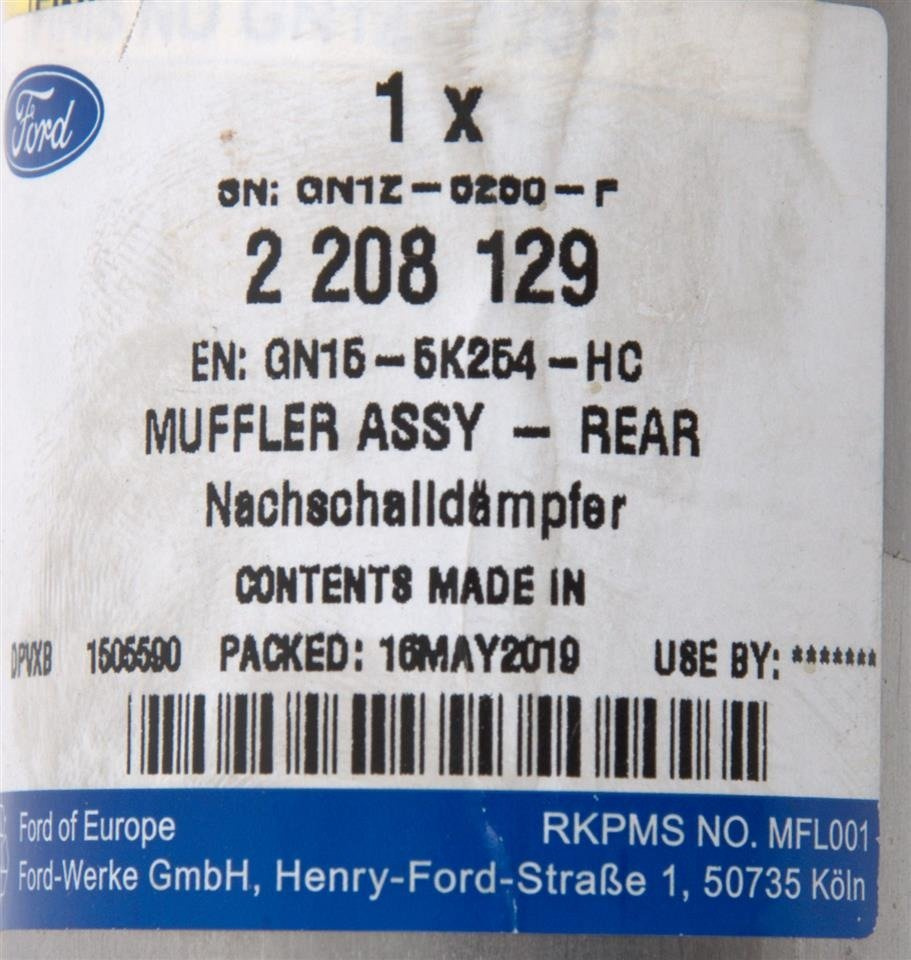 Ford
1 x
SN: GN1Z-5230-F
2 208 129
EN: GN15-5K254-HC
MUFFLER ASSY - REAR
Nachschalldämpfer
CONTENTS MADE IN
DPVXB 1505590 PACKED: 16MAY2019 USE BY: *******
Ford of Europe RKPMS NO. MFL001
Ford-Werke GmbH, Henry-Ford-Straße 1, 50735 Köln